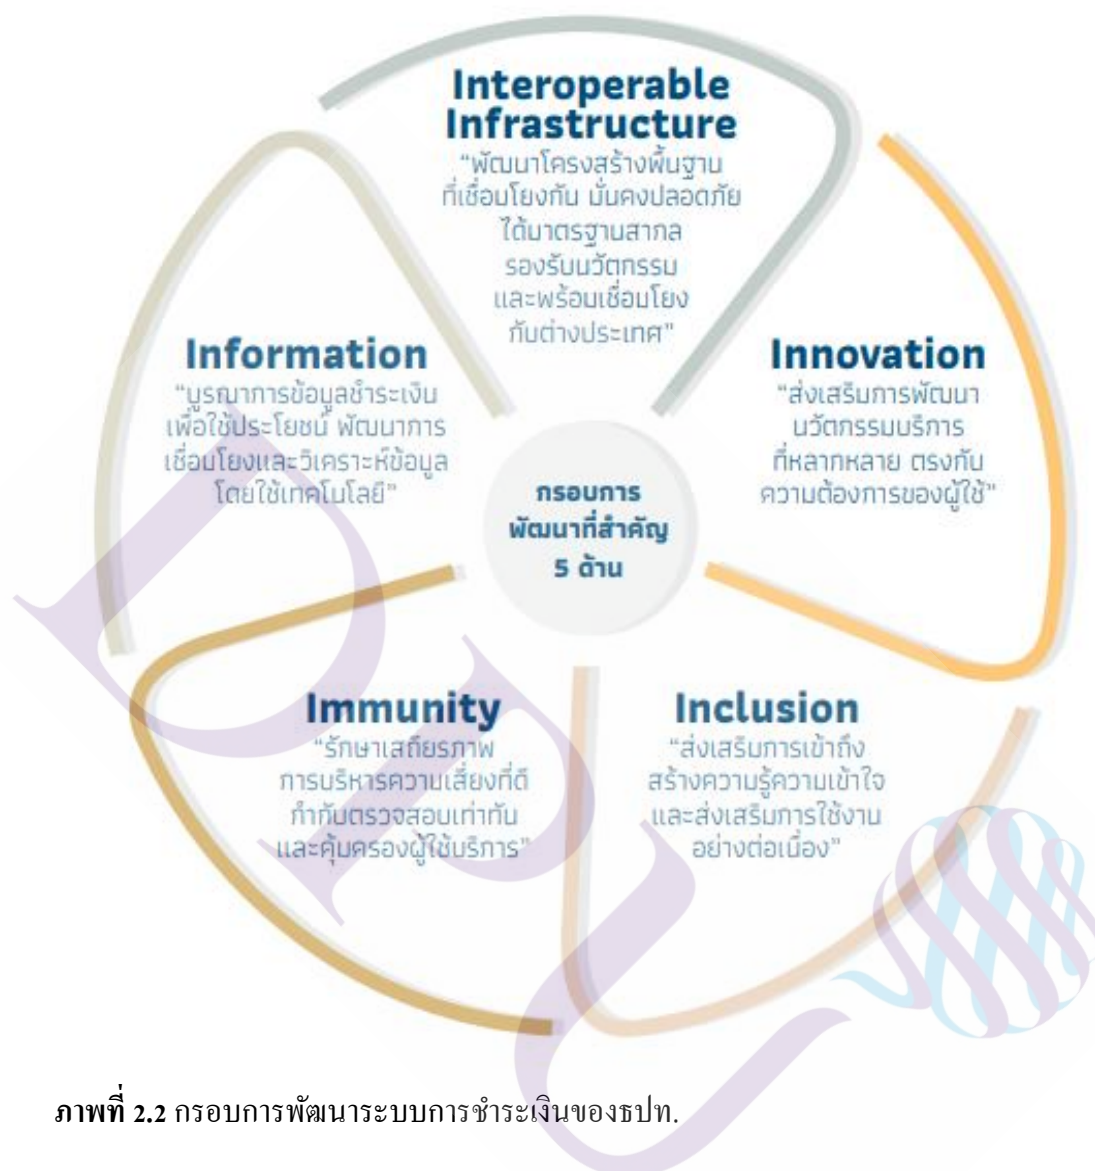 Interoperable
Infrastructure
“พัฒนาโครงสร้างพื้นฐาน
ที่เชื่อมโยงกัน มั่นคงปลอดภัย
ได้มาตรฐานสากล
รองรับนวัตกรรม
และพร้อมเชื่อมโยง
กับต่างประเทศ”
Innovation
“ส่งเสริมการพัฒนา
นวัตกรรมบริการ
ที่หลากหลาย ตรงกับ
ความต้องการของผู้ใช้”
Inclusion
“ส่งเสริมการเข้าถึง
สร้างความรู้ความเข้าใจ
และส่งเสริมการใช้งาน
อย่างต่อเนื่อง”
Immunity
“รักษาเสถียรภาพ
การบริหารความเสี่ยงที่ดี
กำกับตรวจสอบเท่าทัน
และคุ้มครองผู้ใช้บริการ”
Information
“บูรณาการข้อมูลชำระเงิน
เพื่อใช้ประโยชน์ พัฒนาการ
เชื่อมโยงและวิเคราะห์ข้อมูล
โดยใช้เทคโนโลยี”
กรอบการ
พัฒนาที่สำคัญ
5 ด้าน
DPU
ภาพที่ 2.2 กรอบการพัฒนาระบบการชำระเงินของธปท.